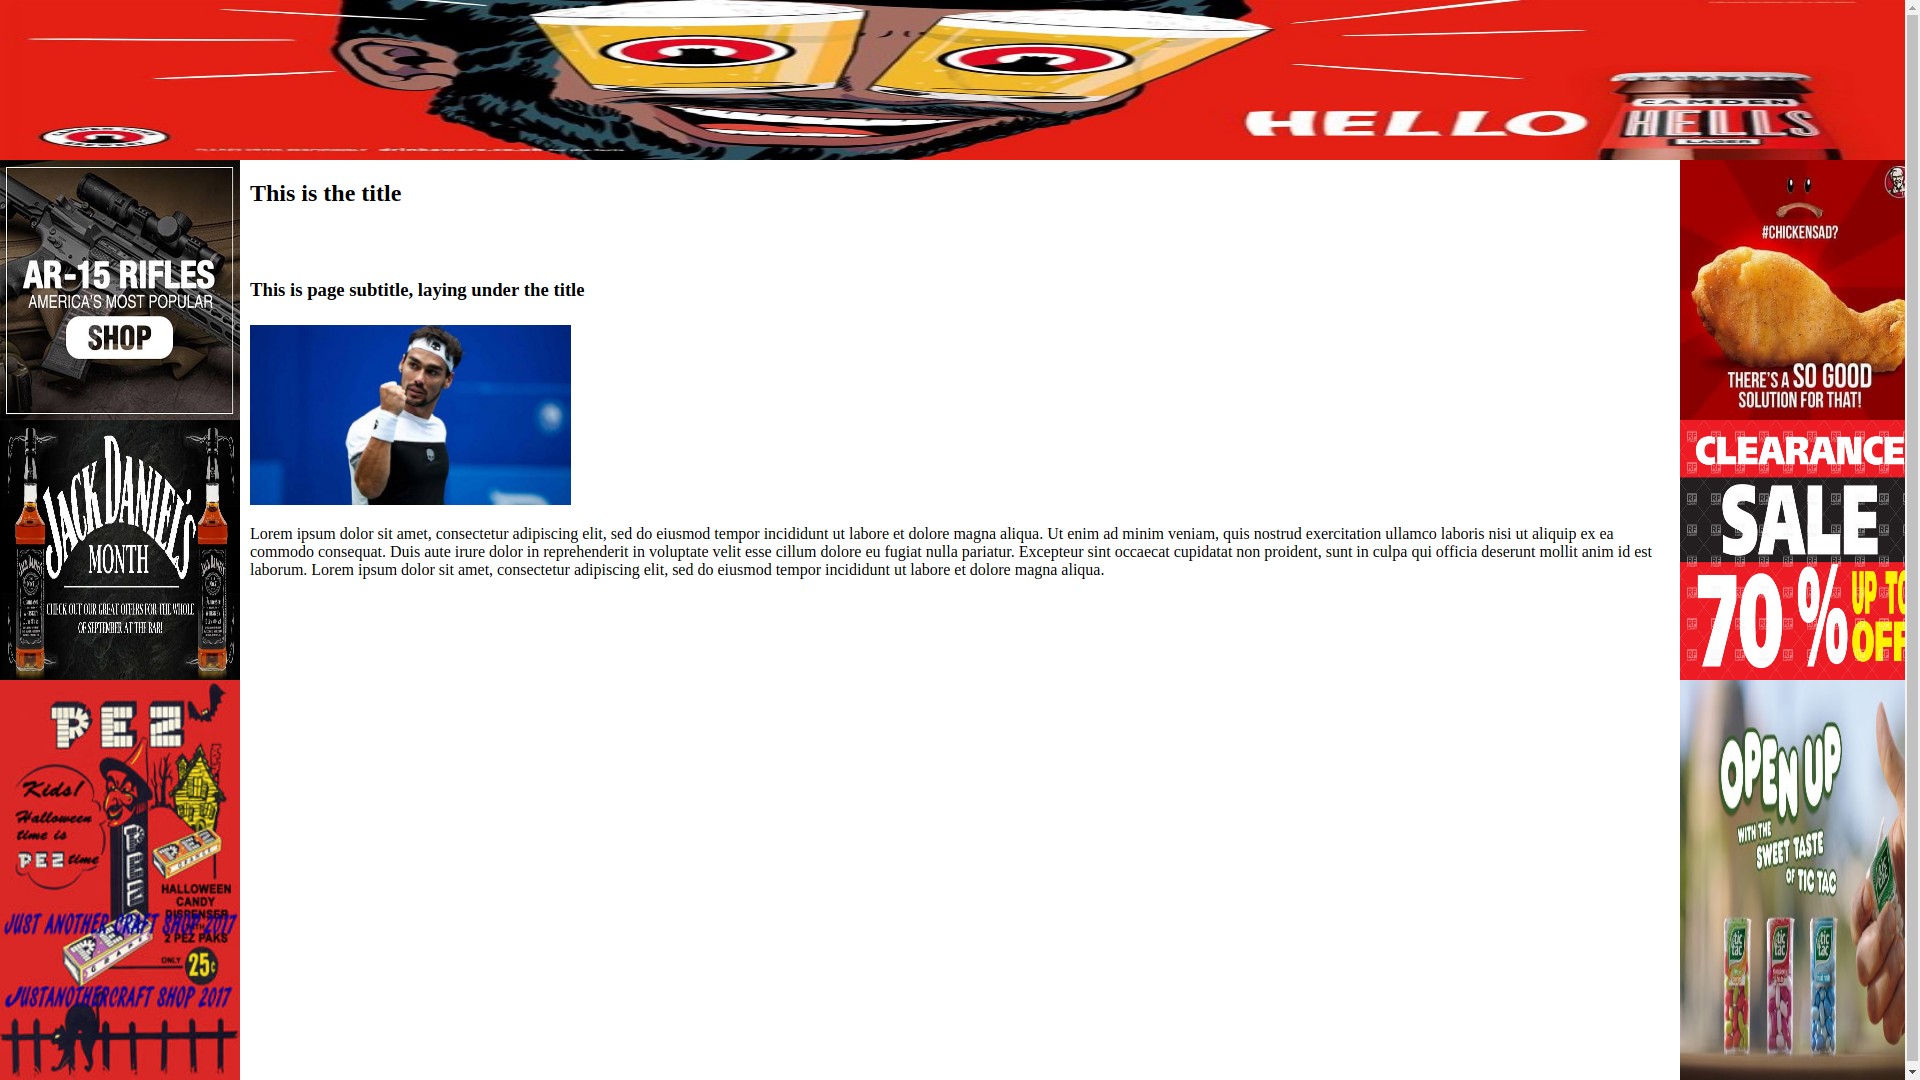 HELLO
CAMDEN
HELLS
LAGER
AR-15 RIFLES
AMERICA'S MOST POPULAR
SHOP
JACK DANIEL'S
MONTH
CHECK OUT OUR GREAT OFFERS FOR THE WHOLE
OF SEPTEMBER AT THE BAR!
PEZ
Kids!
Halloween
time is
PEZ time
PEZ
PEZ
HALLOWEEN
CANDY
DISPENSER
JUST ANOTHER CRAFT SHOP 2017
2 PEZ PAKS
ONLY 25¢
JUSTANOTHERCRAFT SHOP 2017
This is the title
This is page subtitle, laying under the title
Lorem ipsum dolor sit amet, consectetur adipiscing elit, sed do eiusmod tempor incididunt ut labore et dolore magna aliqua. Ut enim ad minim veniam, quis nostrud exercitation ullamco laboris nisi ut aliquip ex ea
commodo consequat. Duis aute irure dolor in reprehenderit in voluptate velit esse cillum dolore eu fugiat nulla pariatur. Excepteur sint occaecat cupidatat non proident, sunt in culpa qui officia deserunt mollit anim id est
laborum. Lorem ipsum dolor sit amet, consectetur adipiscing elit, sed do eiusmod tempor incididunt ut labore et dolore magna aliqua.
#CHICKENSAD?
THERE'S A SO GOOD
SOLUTION FOR THAT!
CLEARANCE
SALE
70 % UP TO
OFF
OPEN UP
WITH THE
SWEET TASTE
OF TIC TAC
tic tac
tic tac
tic tac